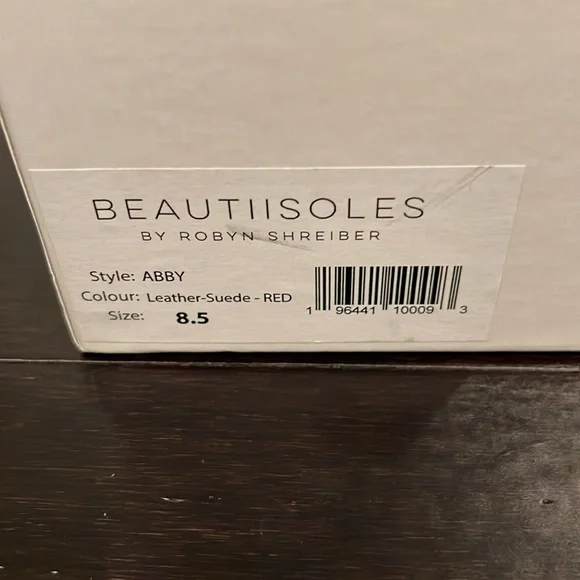 BEAUTIISOLES
BY ROBYN SHREIBER
Style: ABBY
Colour: Leather-Suede - RED
Size: 8.5
1 96441 10009 3